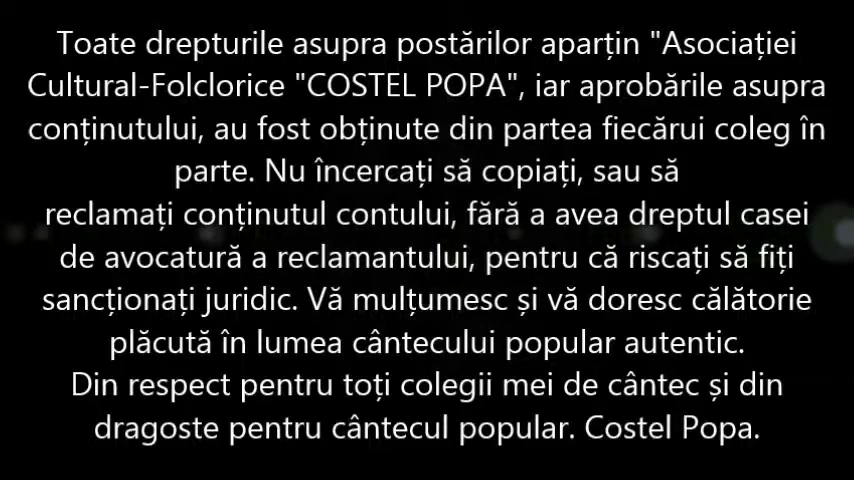 Toate drepturile asupra postărilor aparțin "Asociației
Cultural-Folclorice "COSTEL POPA", iar aprobările asupra
conținutului, au fost obținute din partea fiecărui coleg în
parte. Nu încercați să copiați, sau să
reclamați conținutul contului, fără a avea dreptul casei
de avocatură a reclamantului, pentru că riscați să fiți
sancționați juridic. Vă mulțumesc și vă doresc călătorie
plăcută în lumea cântecului popular autentic.
Din respect pentru toți colegii mei de cântec și din
dragoste pentru cântecul popular. Costel Popa.